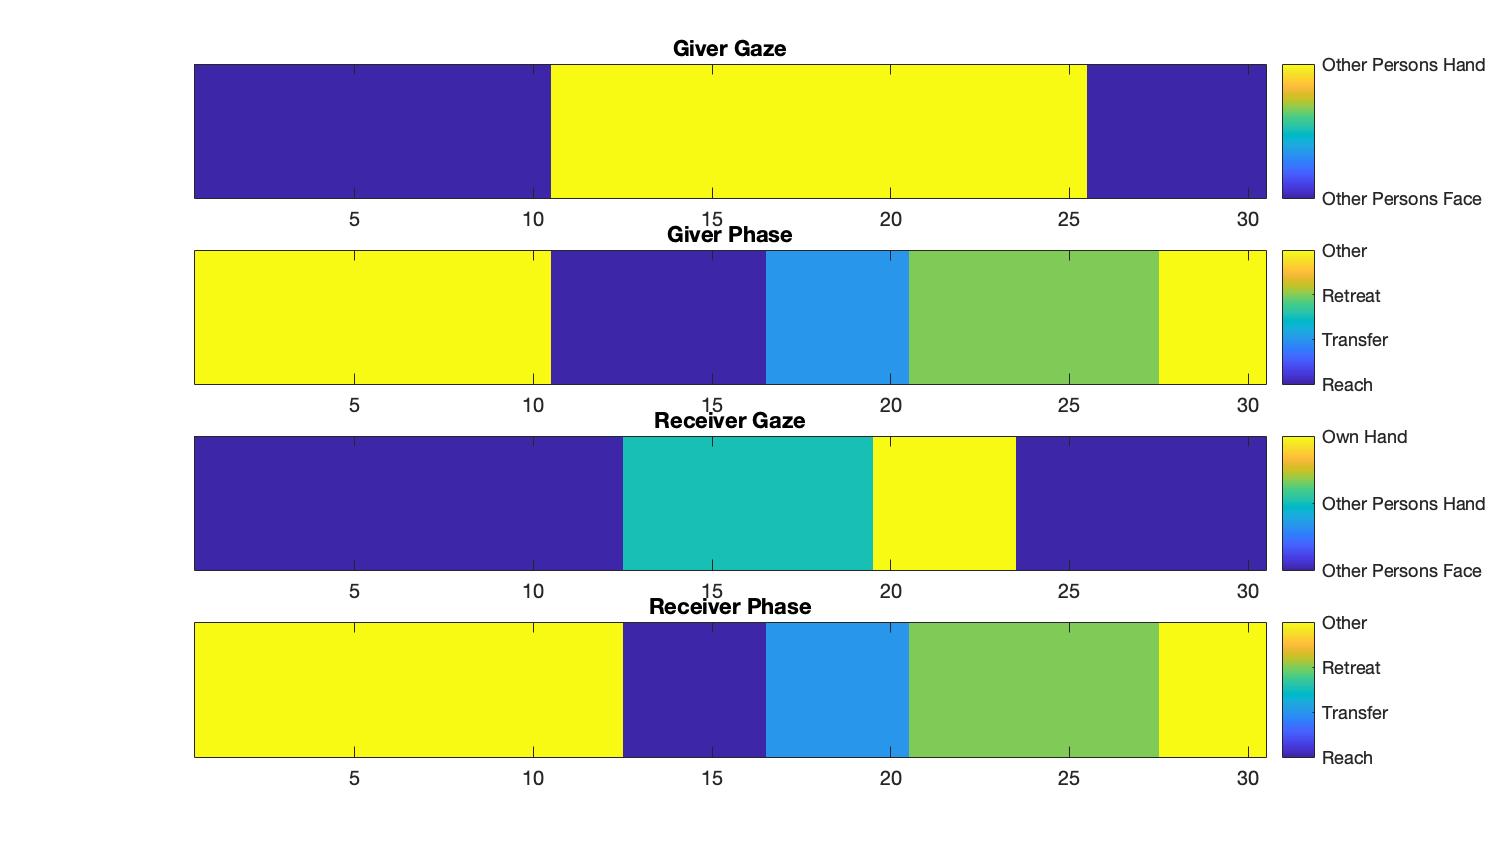 Giver Gaze
Other Persons Hand
Other Persons Face
5 10 15 20 25 30
Giver Phase
Other
Retreat
Transfer
Reach
5 10 15 20 25 30
Receiver Gaze
Own Hand
Other Persons Hand
Other Persons Face
5 10 15 20 25 30
Receiver Phase
Other
Retreat
Transfer
Reach
5 10 15 20 25 30